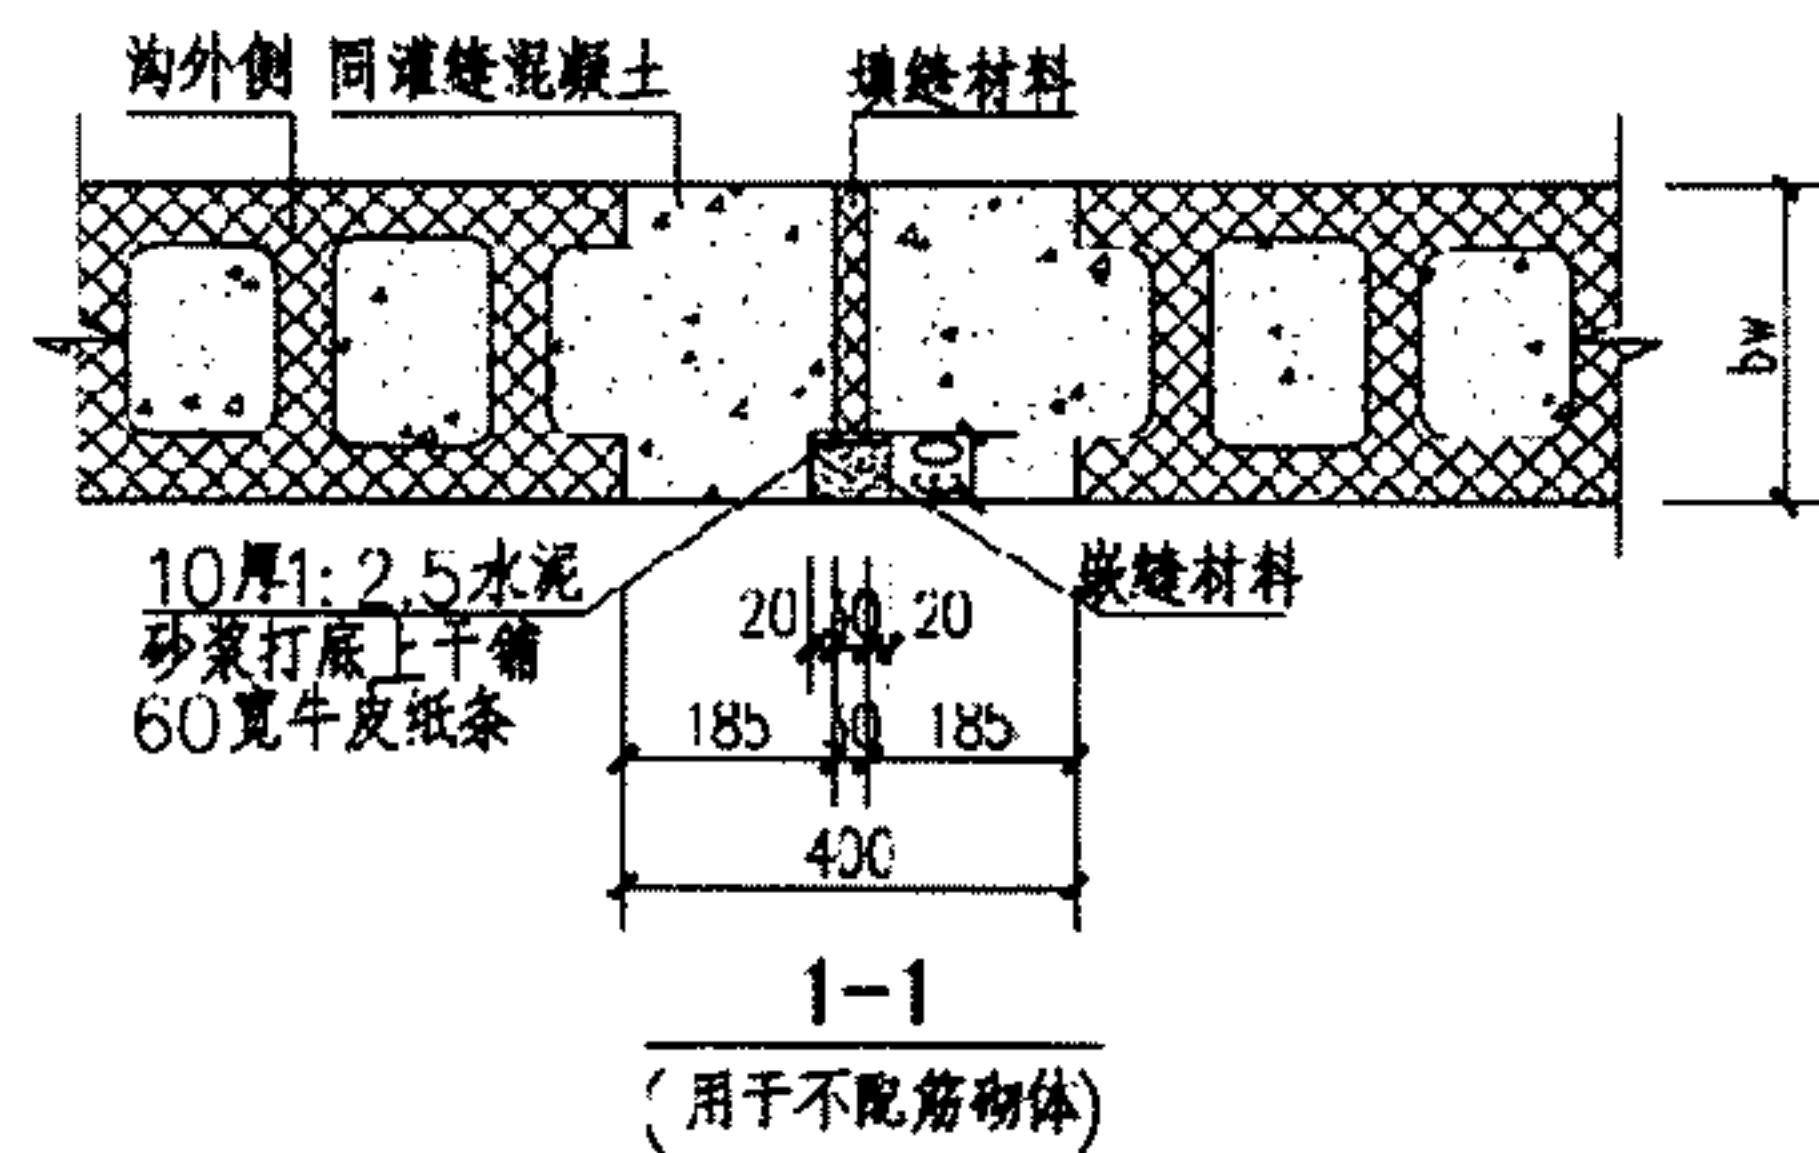 沟外侧 同灌缝混凝土 填缝材料
bw
10厚1:2.5水泥
砂浆打底上干铺
60宽牛皮纸条
嵌缝材料
20 20
185 185
400
1-1
(用于不配筋砌体)